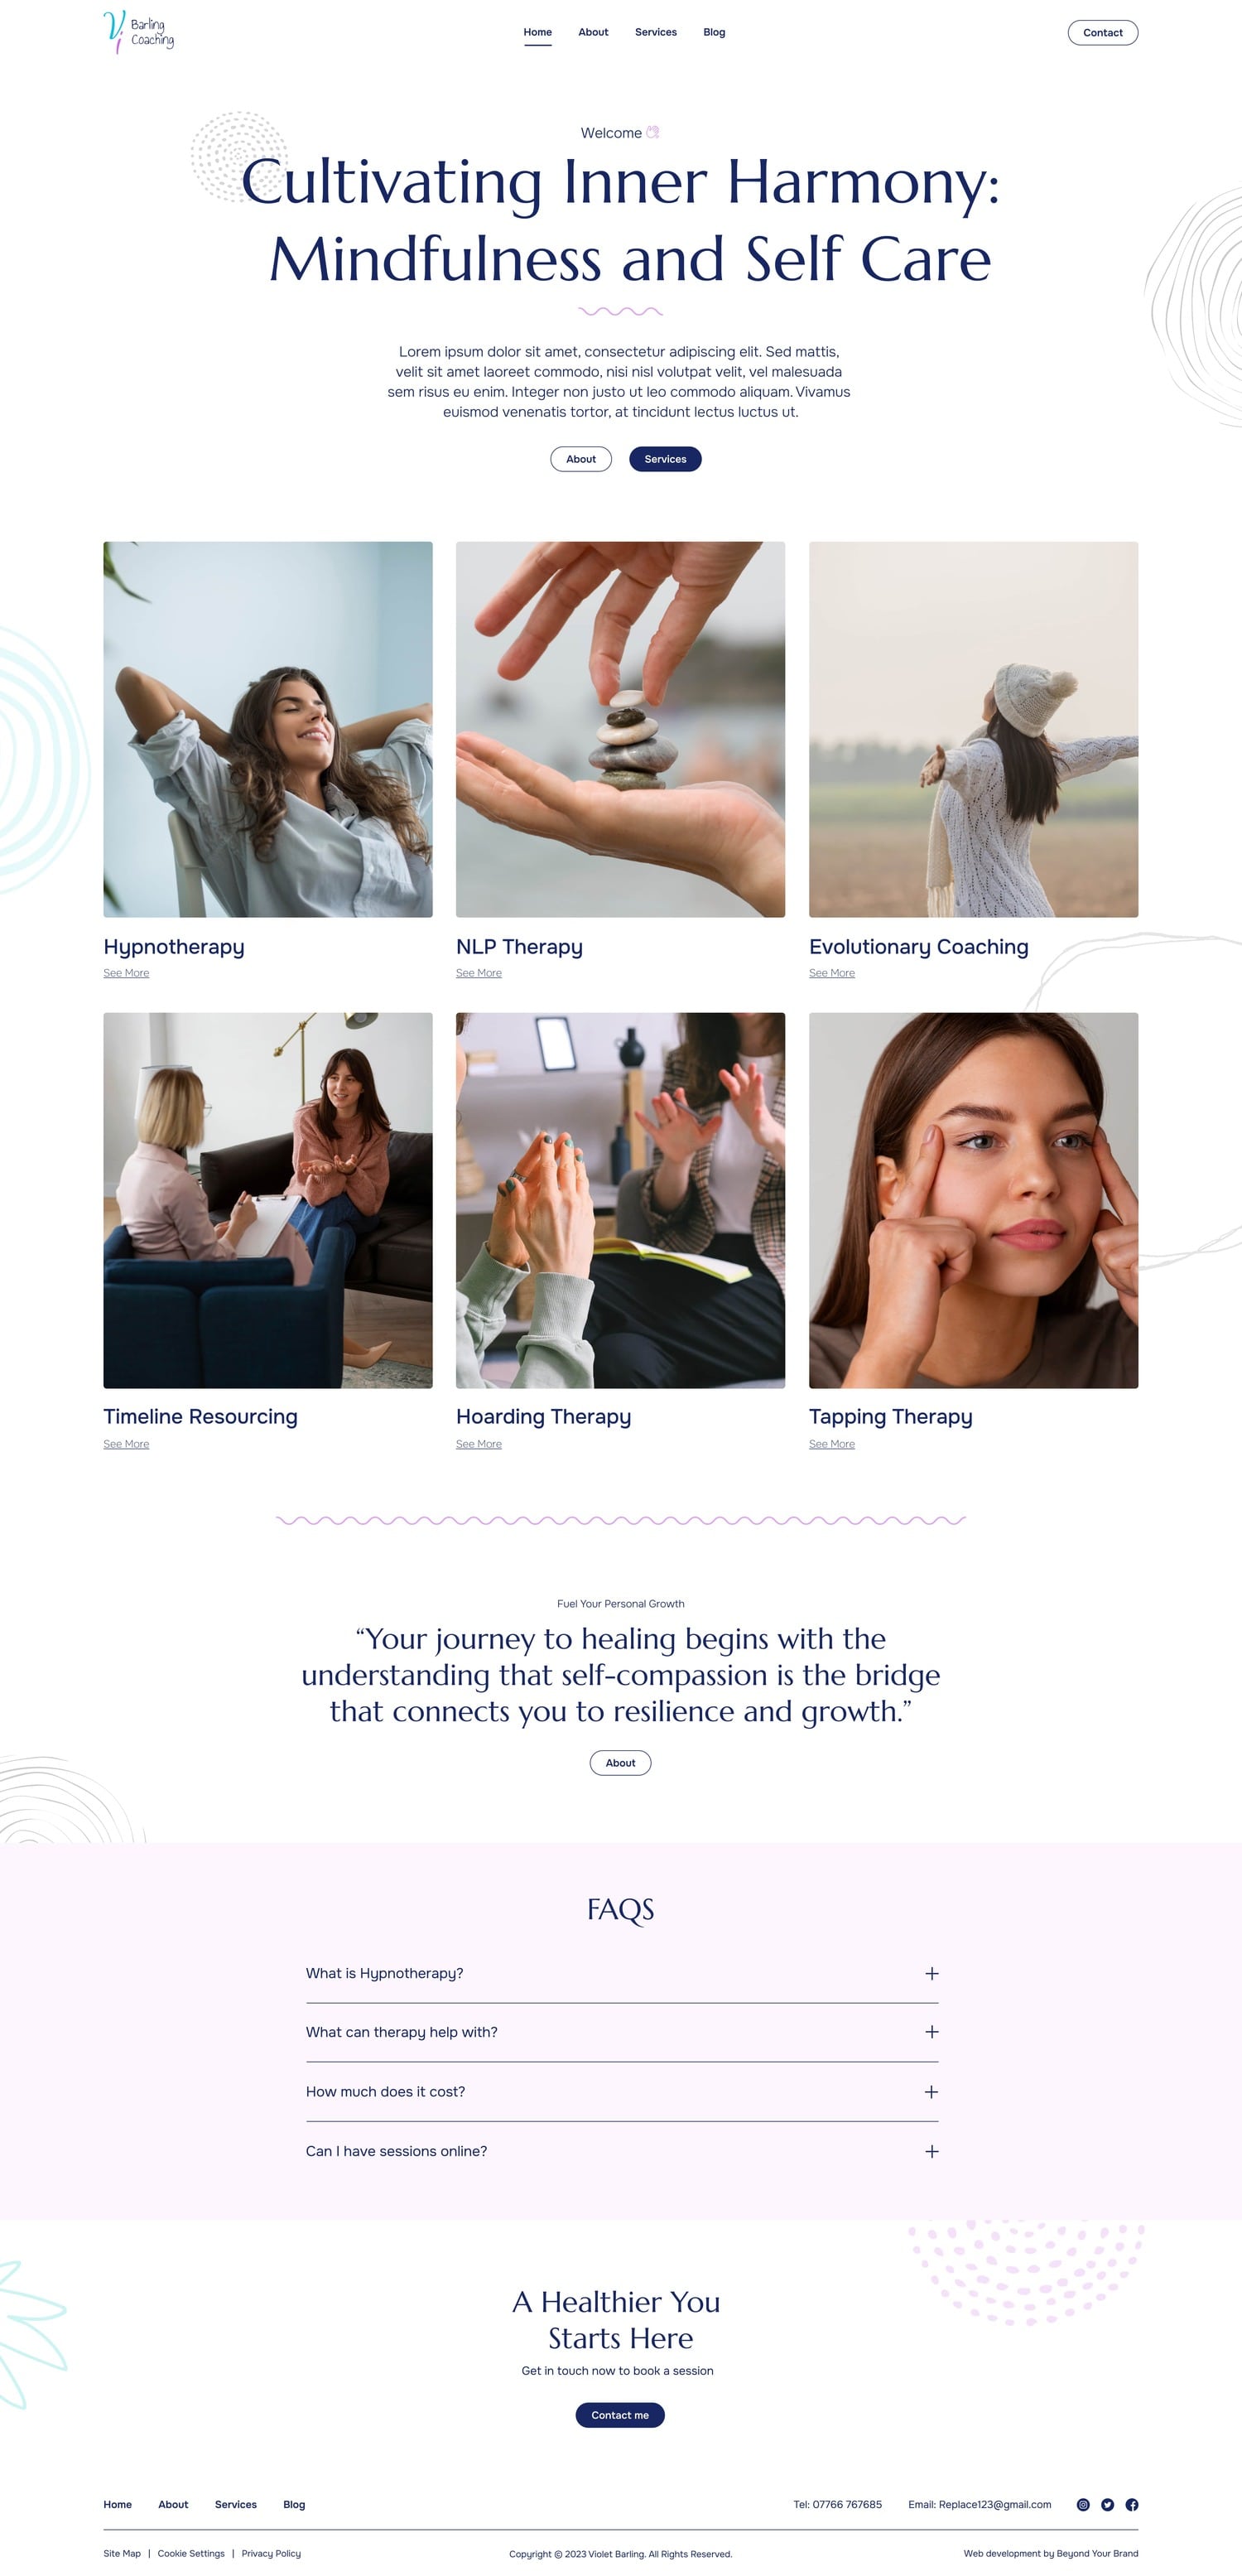 Barling
Coaching
Home About Services Blog
Contact
Welcome
Cultivating Inner Harmony:
Mindfulness and Self Care
Lorem ipsum dolor sit amet, consectetur adipiscing elit. Sed mattis,
velit sit amet laoreet commodo, nisi nisl volutpat velit, vel malesuada
sem risus eu enim. Integer non justo ut leo commodo aliquam. Vivamus
euismod venenatis tortor, at tincidunt lectus luctus ut.
About Services
Hypnotherapy
See More
NLP Therapy
See More
Evolutionary Coaching
See More
Timeline Resourcing
See More
Hoarding Therapy
See More
Tapping Therapy
See More
Fuel Your Personal Growth
“Your journey to healing begins with the
understanding that self-compassion is the bridge
that connects you to resilience and growth.”
About
FAQS
What is Hypnotherapy?
What can therapy help with?
How much does it cost?
Can I have sessions online?
A Healthier You
Starts Here
Get in touch now to book a session
Contact me
Home About Services Blog
Tel: 07766 767685 Email: Replace123@gmail.com
Site Map | Cookie Settings | Privacy Policy
Copyright © 2023 Violet Barling. All Rights Reserved.
Web development by Beyond Your Brand